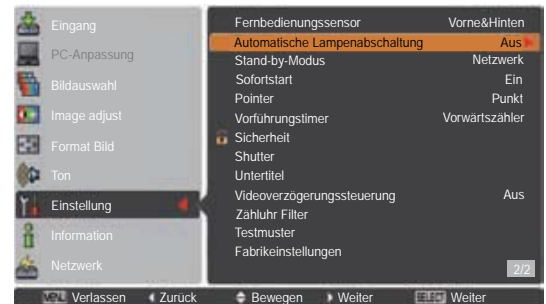 Eingang
PC-Anpassung
Bildauswahl
Image adjust
Format Bild
Ton
Einstellung
Information
Netzwerk
Fernbedienungssensor Vorne&Hinten
Automatische Lampenabschaltung Aus
Stand-by-Modus Netzwerk
Sofortstart Ein
Pointer Punkt
Vorführungstimer Vorwärtszähler
Sicherheit
Shutter
Untertitel
Videoverzögerungssteuerung Aus
Zähluhr Filter
Testmuster
Fabrikeinstellungen
2/2
MENU Verlassen Zurück Bewegen Weiter SELECT Weiter